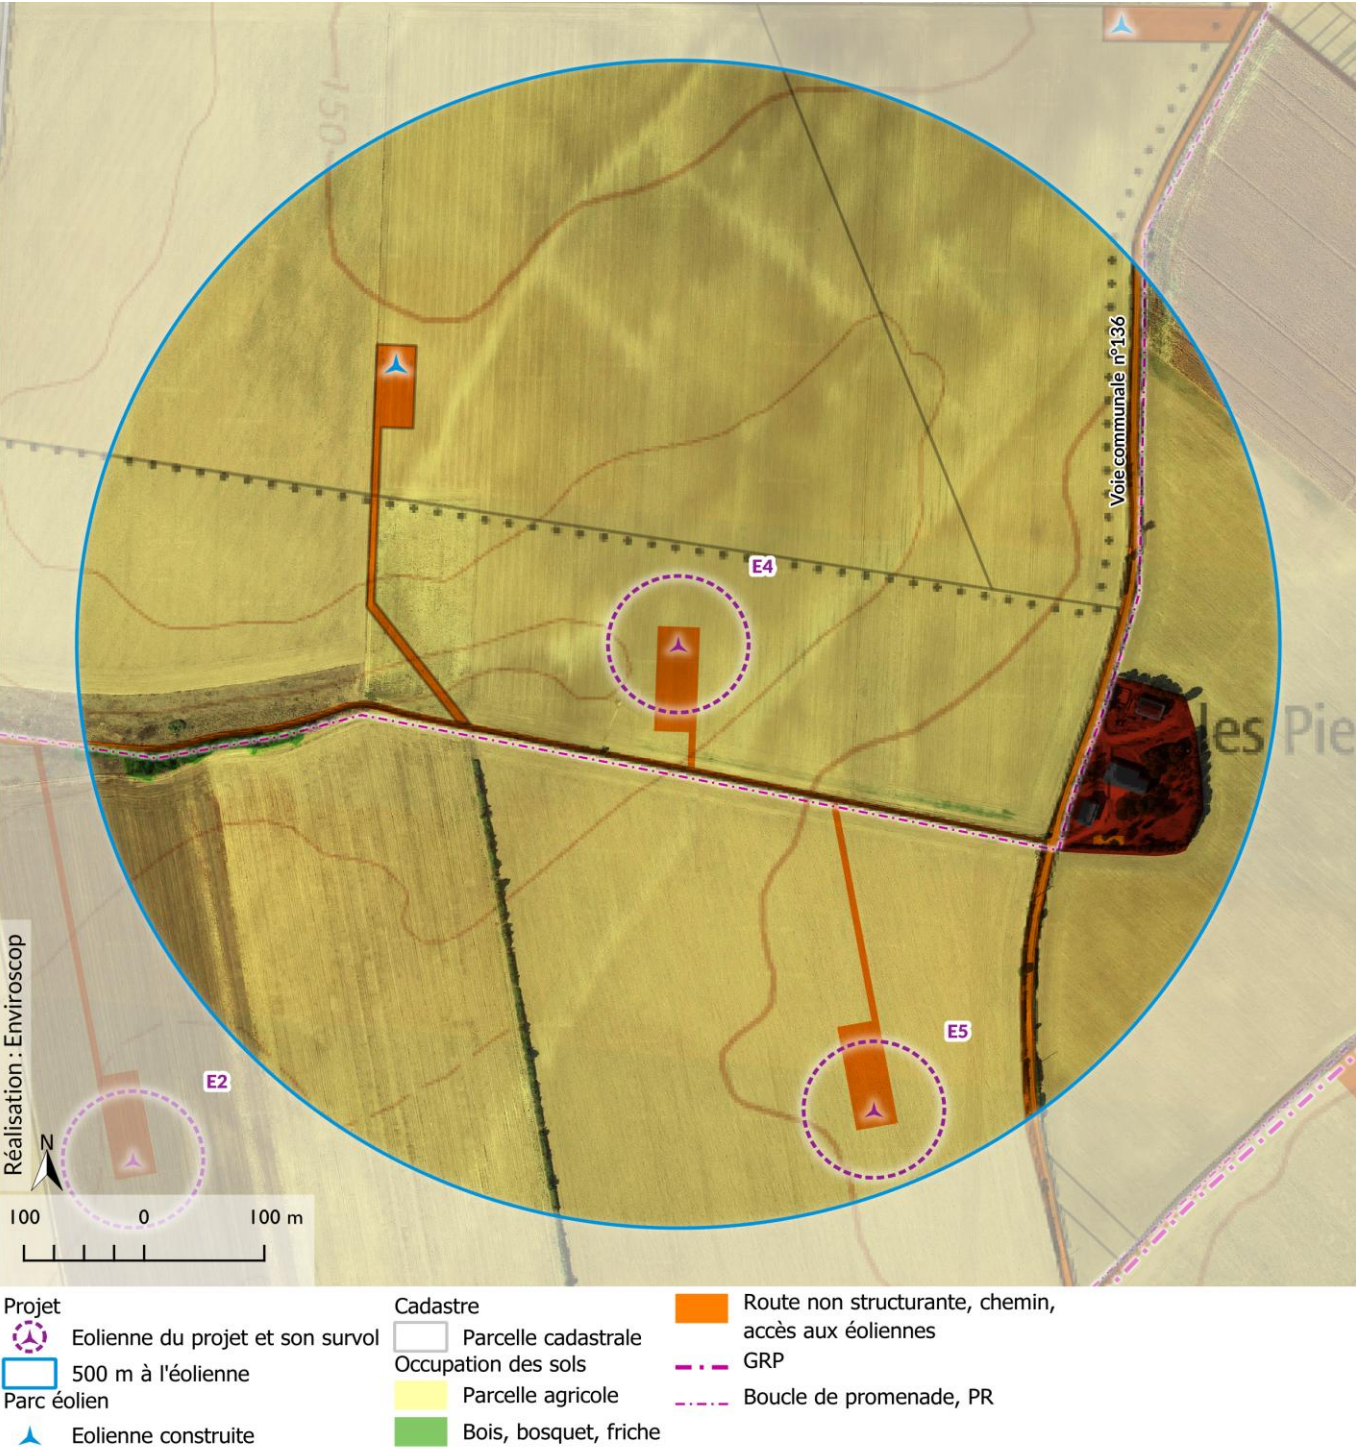 150
Voie communale n°136
E4
les Pie
E5
E2
Réalisation : Enviroscop
N
100 0 100 m
Projet
Eolienne du projet et son survol
500 m à l'éolienne
Parc éolien
Eolienne construite
Cadastre
Parcelle cadastrale
Occupation des sols
Parcelle agricole
Bois, bosquet, friche
Route non structurante, chemin,
accès aux éoliennes
GRP
Boucle de promenade, PR